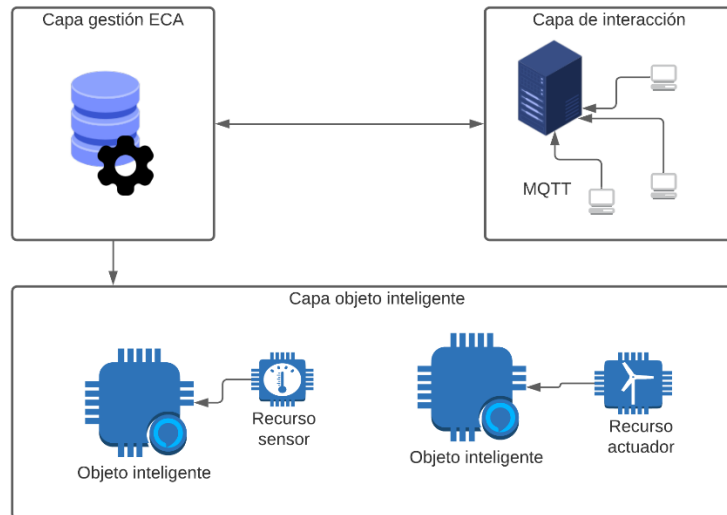 Capa gestión ECA
Capa de interacción
MQTT
Capa objeto inteligente
Recurso
sensor
Objeto inteligente
Recurso
actuador
Objeto inteligente